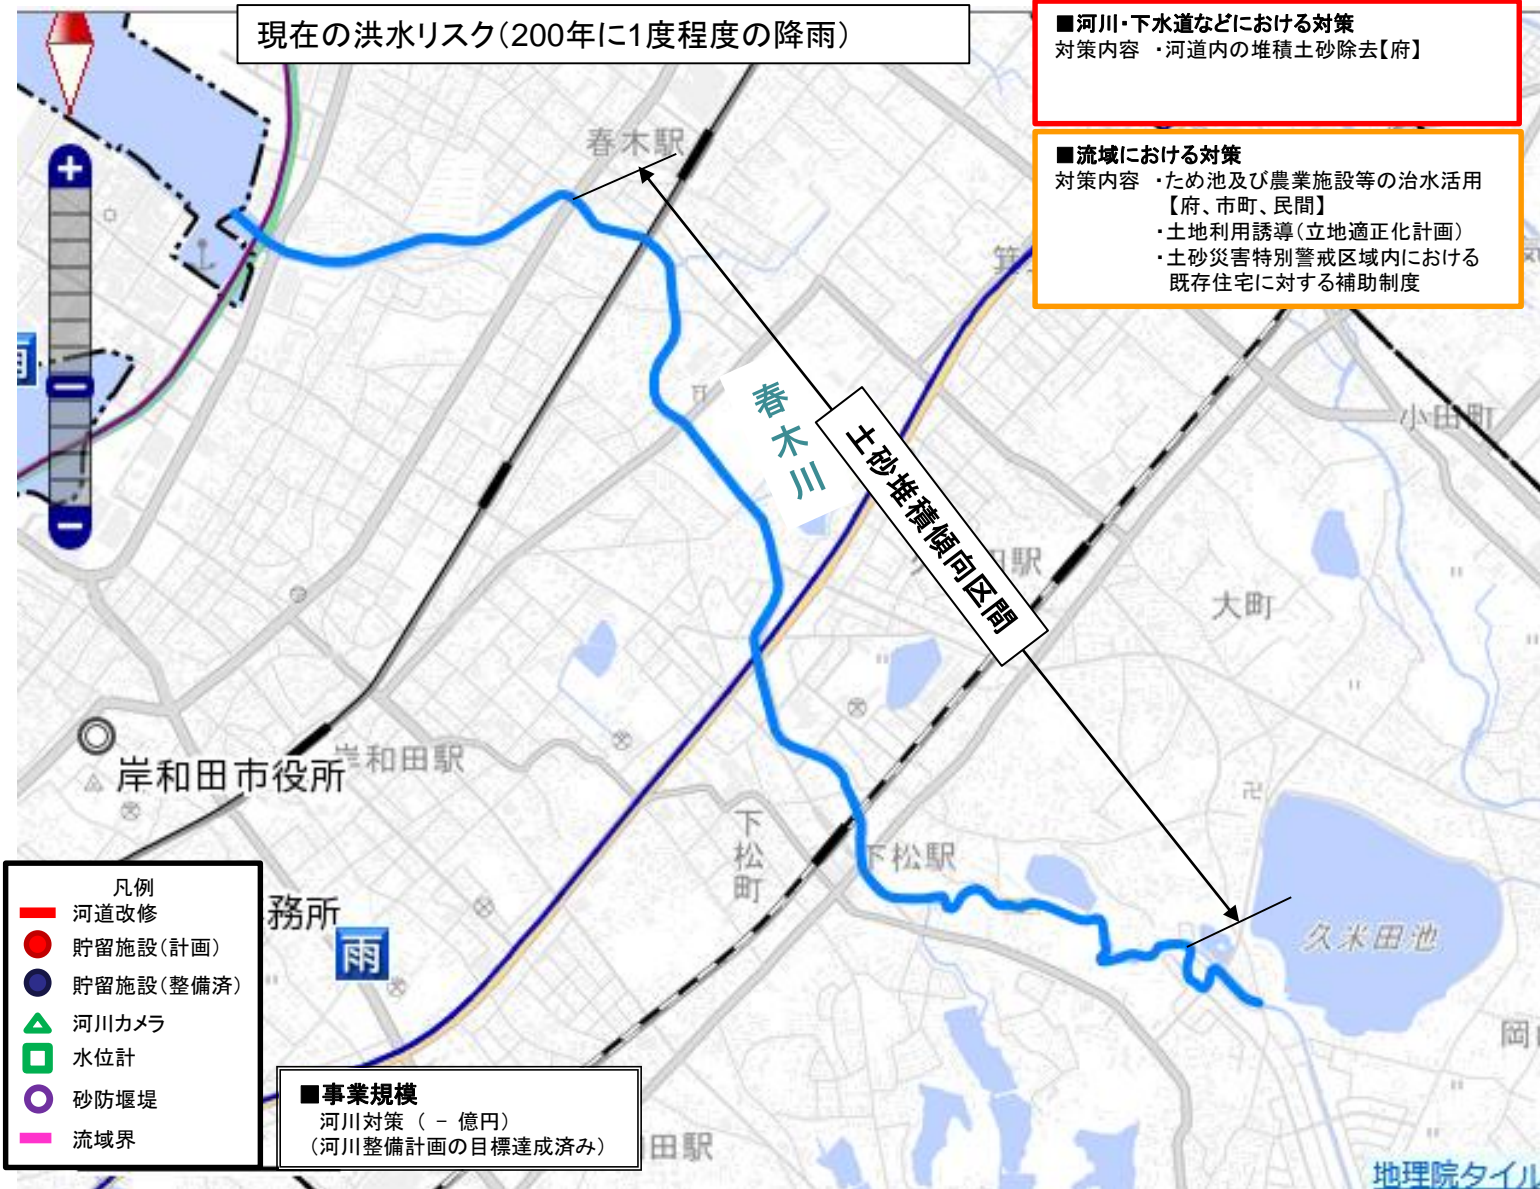 現在の洪水リスク(200年に1度程度の降雨)
■河川・下水道などにおける対策
対策内容 ・河道内の堆積土砂除去【府】
■流域における対策
対策内容 ・ため池及び農業施設等の治水活用
【府、市町、民間】
・土地利用誘導(立地適正化計画)
・土砂災害特別警戒区域内における
既存住宅に対する補助制度
春木駅
春木川
土砂堆積傾向区間
小田町
大町
岸和田市役所
岸和田駅
下松町
下松駅
久米田池
務所
雨
凡例
河道改修
貯留施設(計画)
貯留施設(整備済)
河川カメラ
水位計
砂防堰堤
流域界
■事業規模
河川対策 ( - 億円)
(河川整備計画の目標達成済み)
田駅
地理院タイル